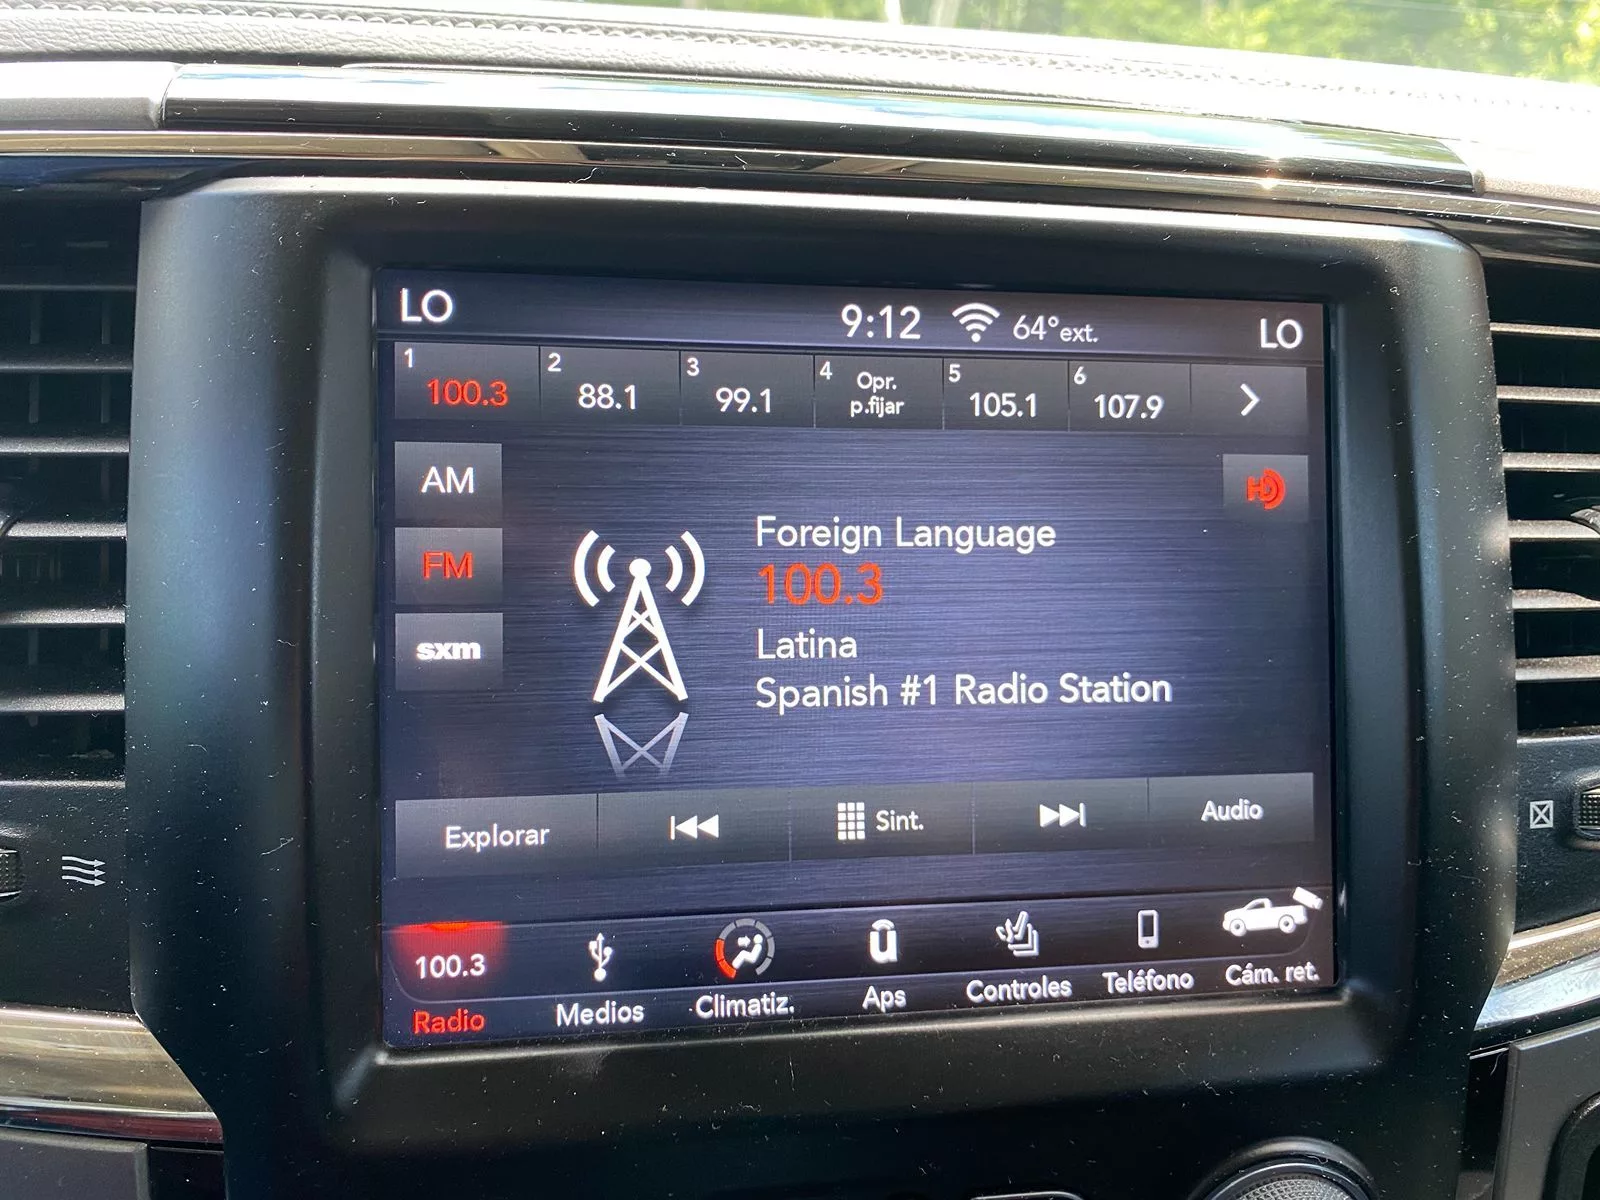 LO 9:12 64°ext. LO
1 100.3 2 88.1 3 99.1 4 Opr. p.fijar 5 105.1 6 107.9
AM
HD
FM
sxm
Foreign Language
100.3
Latina
Spanish #1 Radio Station
Explorar Sint. Audio
100.3
Radio Medios Climatiz. Aps Controles Teléfono Cám. ret.